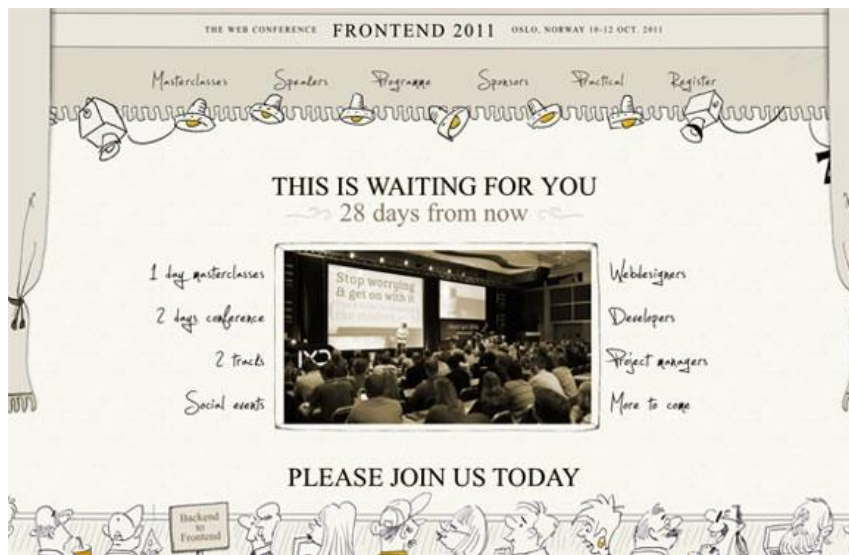 THE WEB CONFERENCE FRONTEND 2011 OSLO, NORWAY 10-12 OCT. 2011
Masterclasses Speakers Programme Sponsors Practical Register
THIS IS WAITING FOR YOU
28 days from now
1 day masterclasses
2 days conference
2 tracks
Social events
Stop worrying
& get on with it
Webdesigners
Developers
Project managers
More to come
PLEASE JOIN US TODAY
Backend
to
Frontend